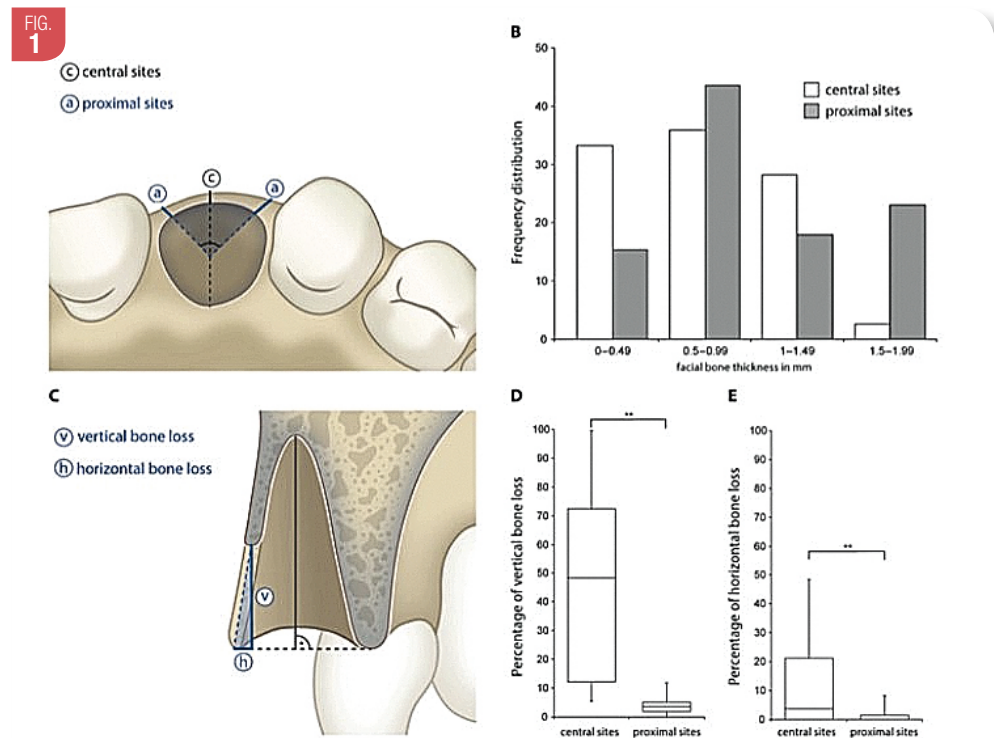 FIG.
1
c central sites
a proximal sites
a
c
a
B
Frequency distribution
50
40
30
20
10
0
central sites
proximal sites
0–0.49
0.5–0.99
1–1.49
1.5–1.99
facial bone thickness in mm
C
v vertical bone loss
h horizontal bone loss
v
h
D
Percentage of vertical bone loss
100
90
80
70
60
50
40
30
20
10
0
**
central sites
proximal sites
E
Percentage of horizontal bone loss
100
90
80
70
60
50
40
30
20
10
0
**
central sites
proximal sites